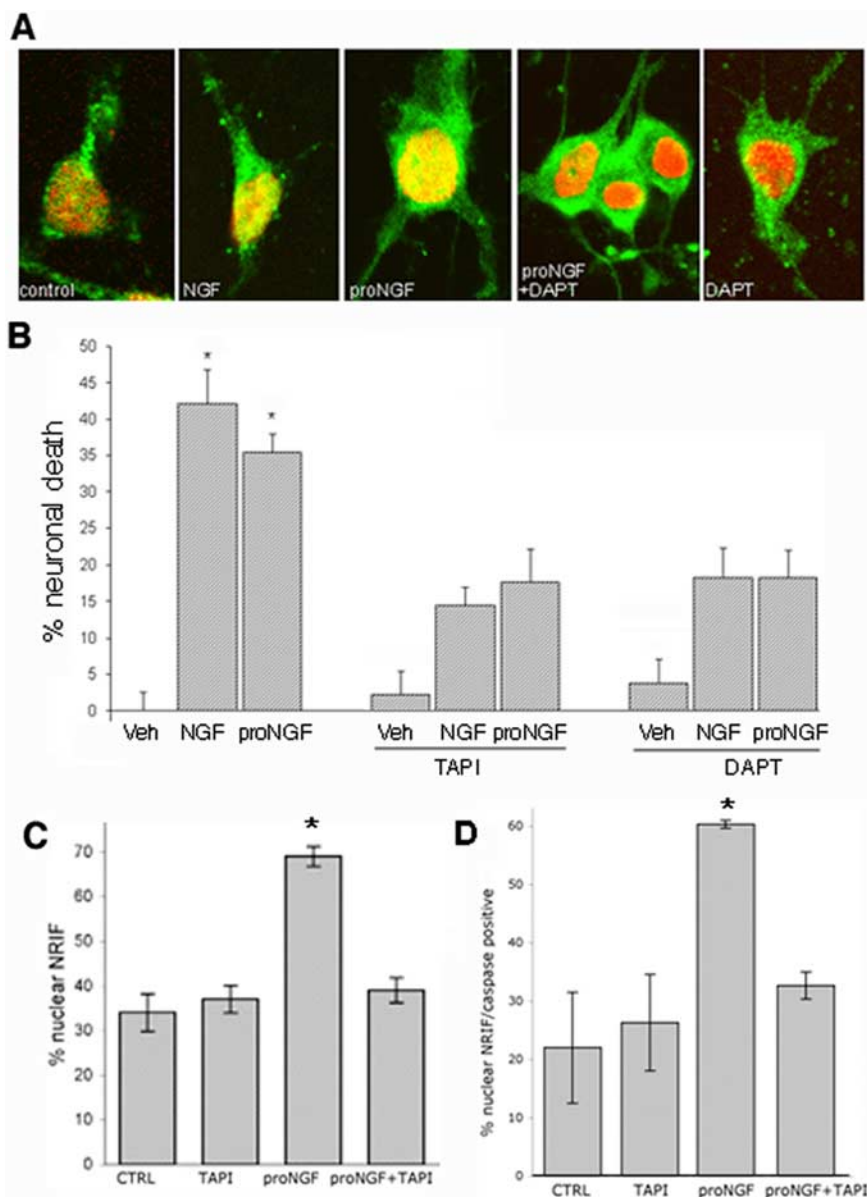 A
control
NGF
proNGF
proNGF
+DAPT
DAPT
B
% neuronal death
50
45
40
35
30
25
20
15
10
5
0
* *
Veh NGF proNGF Veh NGF proNGF Veh NGF proNGF
TAPI DAPT
C
% nuclear NRIF
70
60
50
40
30
20
10
0
*
CTRL TAPI proNGF proNGF+TAPI
D
% nuclear NRIF/caspase positive
60
50
40
30
20
10
0
*
CTRL TAPI proNGF proNGF+TAPI